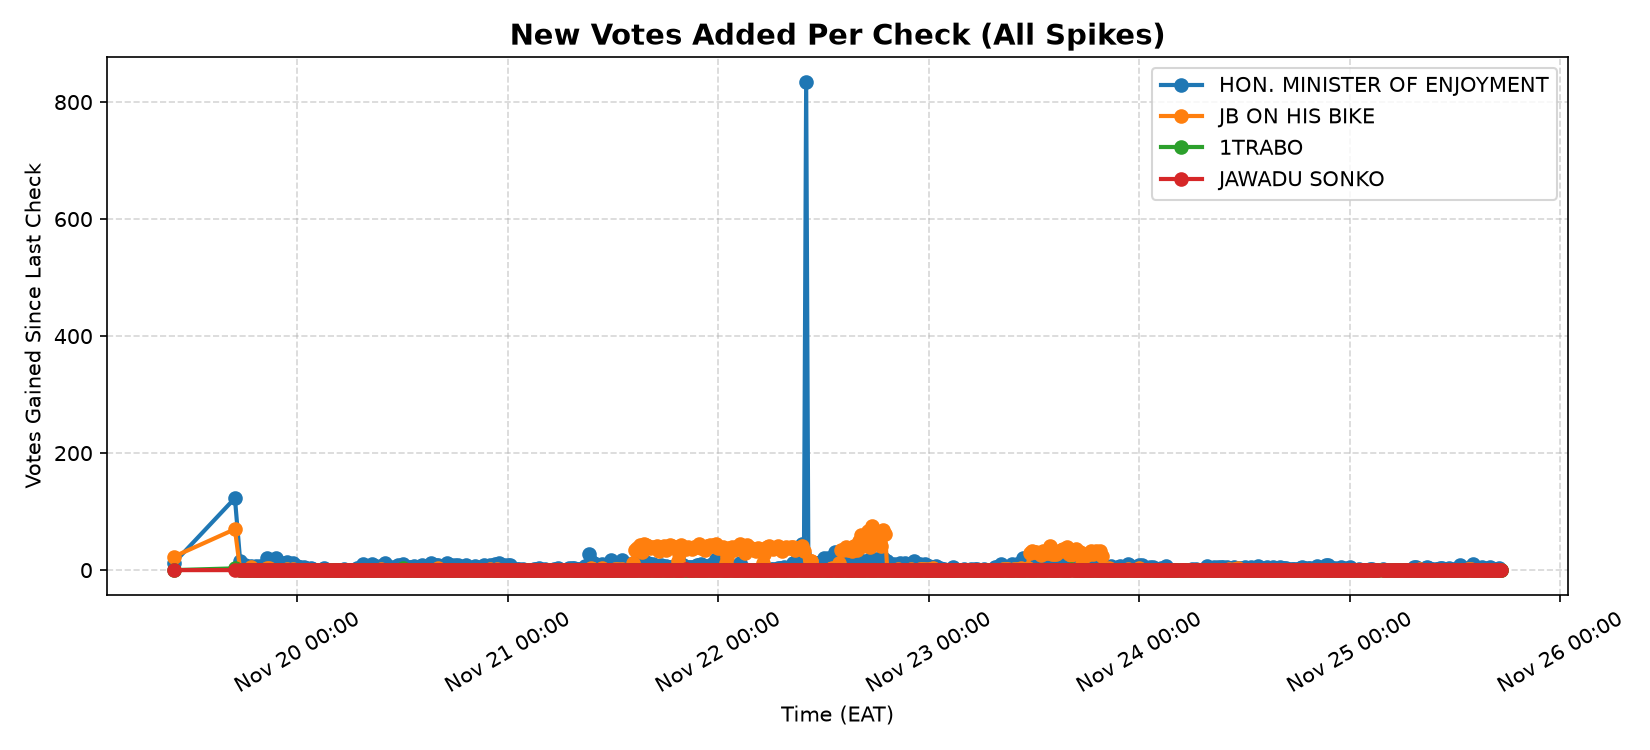 New Votes Added Per Check (All Spikes)
HON. MINISTER OF ENJOYMENT
JB ON HIS BIKE
1TRABO
JAWADU SONKO
Votes Gained Since Last Check
800
600
400
200
0
Nov 20 00:00
Nov 21 00:00
Nov 22 00:00
Nov 23 00:00
Nov 24 00:00
Nov 25 00:00
Nov 26 00:00
Time (EAT)